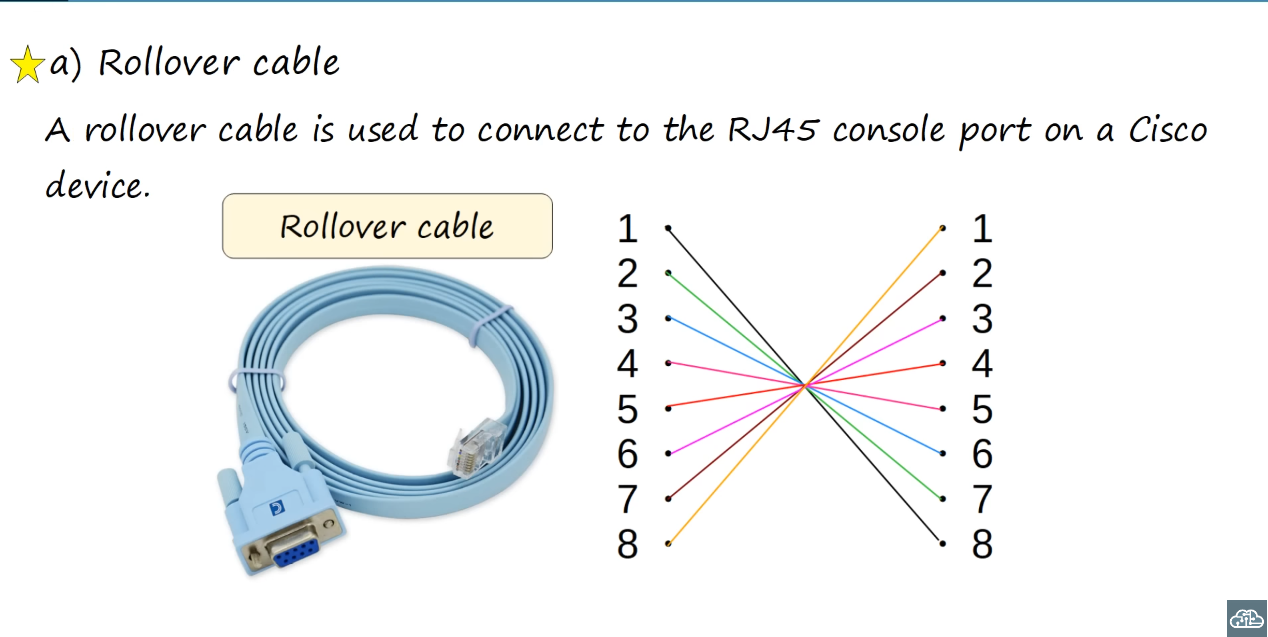 a) Rollover cable
A rollover cable is used to connect to the RJ45 console port on a Cisco
device.
Rollover cable
1 1
2 2
3 3
4 4
5 5
6 6
7 7
8 8